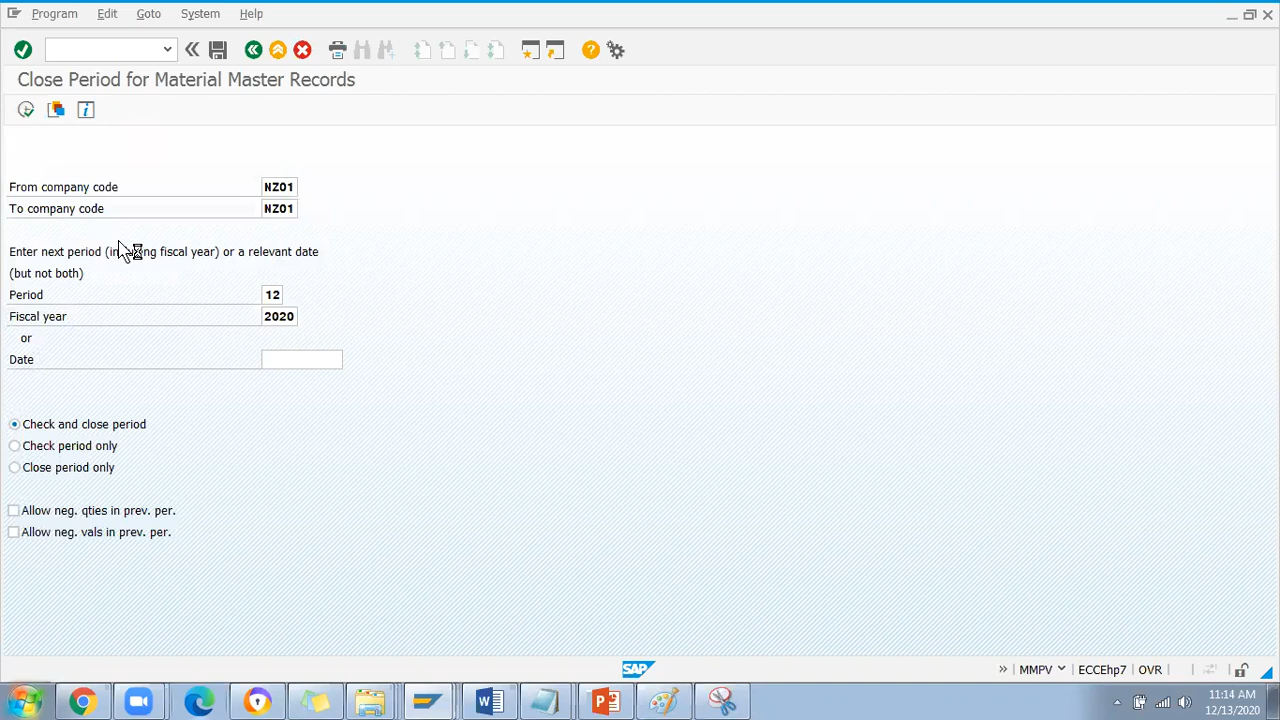 Program Edit Goto System Help
Close Period for Material Master Records
From company code NZ01
To company code NZ01
Enter next period (in ng fiscal year) or a relevant date
(but not both)
Period 12
Fiscal year 2020
or
Date
Check and close period
Check period only
Close period only
Allow neg. qties in prev. per.
Allow neg. vals in prev. per.
SAP
MMPV ECCEhp7 OVR
11:14 AM
12/13/2020